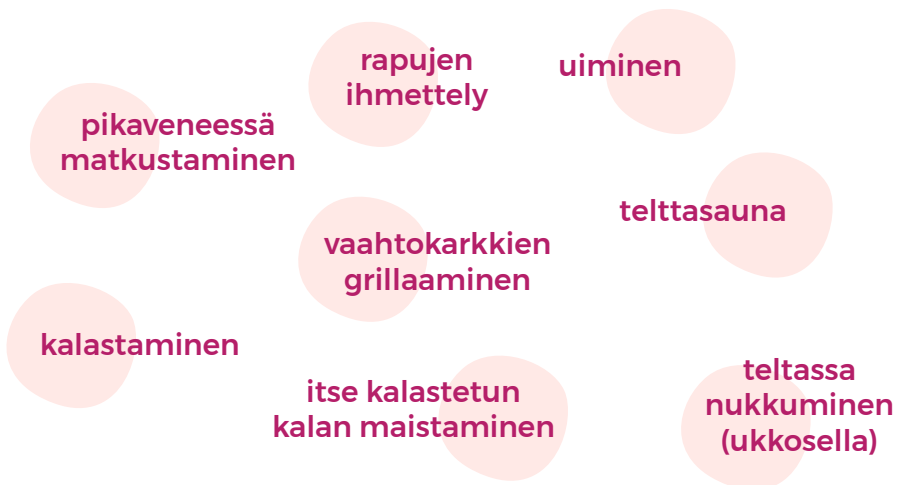 rapujen
ihmettely
uiminen
pikaveneessä
matkustaminen
telttasauna
vaahtokarkkien
grillaaminen
kalastaminen
itse kalastetun
kalan maistaminen
teltassa
nukkuminen
(ukkosella)